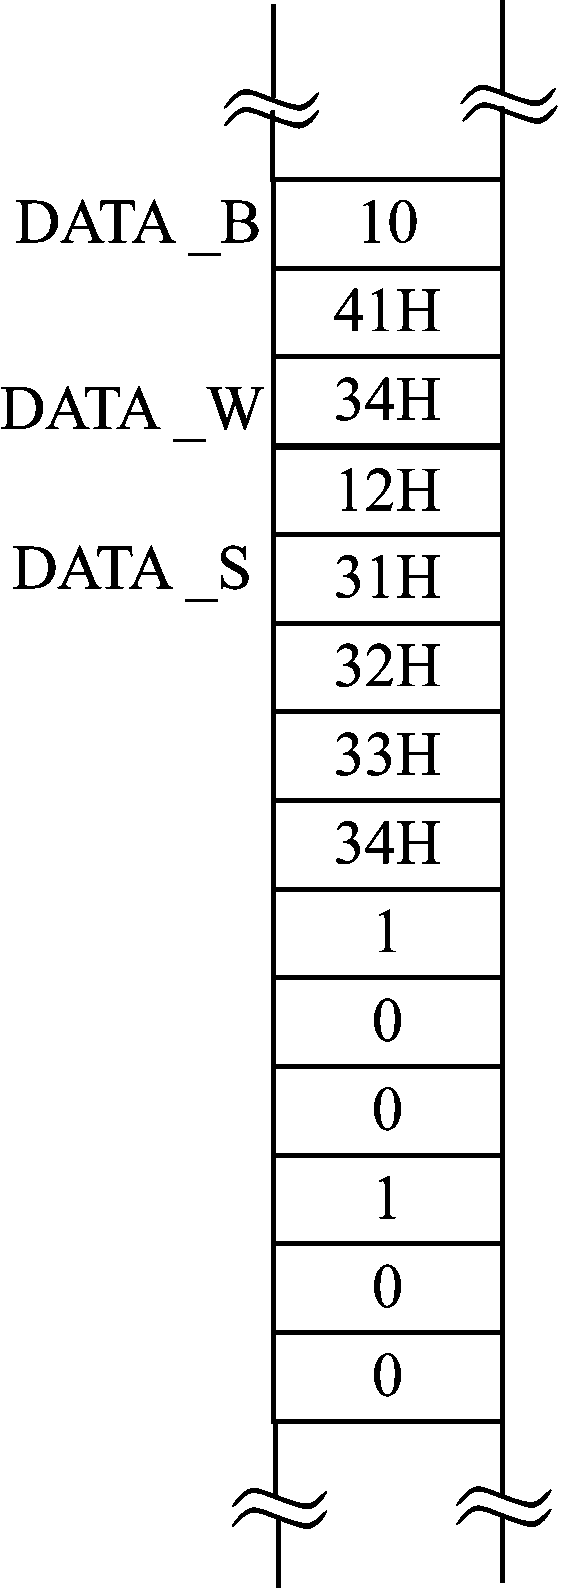 DATA _B 10
41H
DATA _W 34H
12H
DATA _S 31H
32H
33H
34H
1
0
0
1
0
0